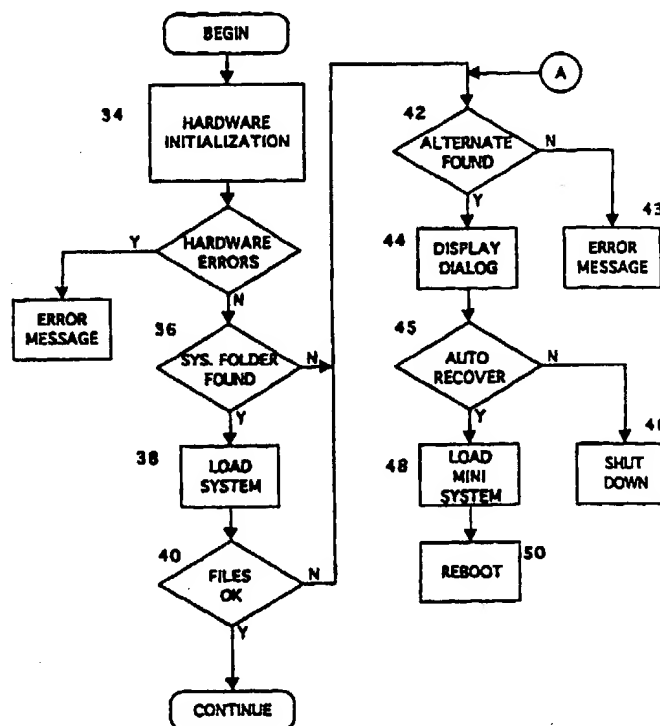 BEGIN
34
HARDWARE
INITIALIZATION
HARDWARE
ERRORS
Y
N
ERROR
MESSAGE
36
SYS. FOLDER
FOUND
N
Y
38
LOAD
SYSTEM
40
FILES
OK
N
Y
CONTINUE
A
42
ALTERNATE
FOUND
N
Y
43
ERROR
MESSAGE
44
DISPLAY
DIALOG
45
AUTO
RECOVER
N
Y
SHUT
DOWN
48
LOAD
MINI
SYSTEM
50
REBOOT